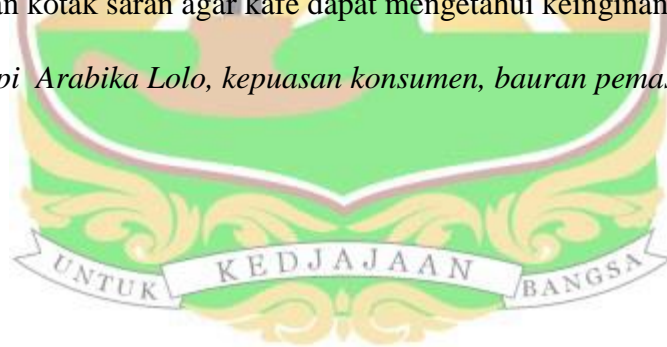 an kotak saran agar kafe dapat mengetahui keinginan
pi Arabika Lolo, kepuasan konsumen, bauran pemas
UNTUK KEDJAJAAN BANGSA